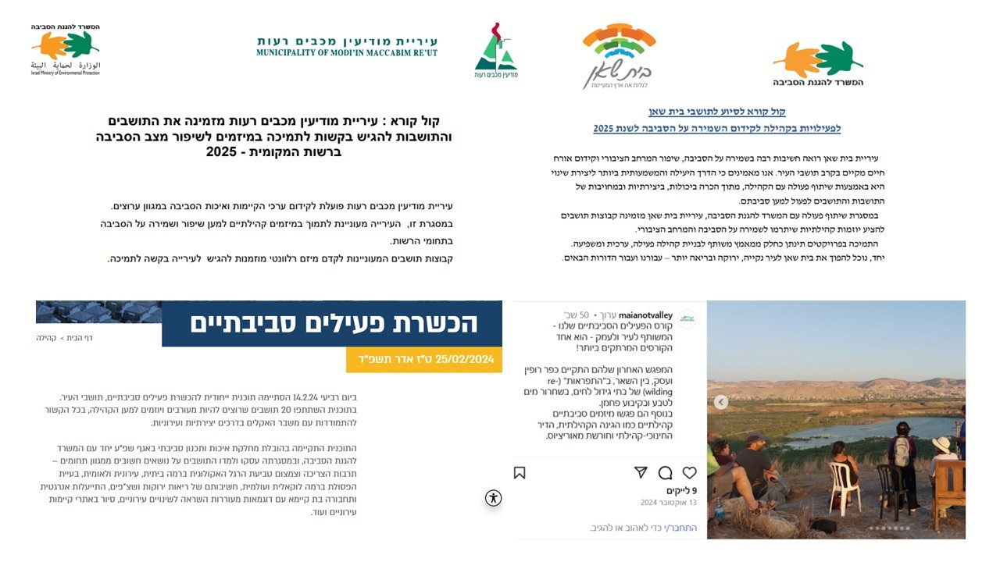 המשרד להגנת הסביבה
الوزارة لحماية البيئة
Israel Ministry of Environmental Protection
עיריית מודיעין מכבים רעות
MUNICIPALITY OF MODI'IN MACCABIM RE'UT
מודיעין מכבים רעות
קול קורא : עיריית מודיעין מכבים רעות מזמינה את התושבים
והתושבות להגיש בקשות לתמיכה במיזמים לשיפור מצב הסביבה
ברשות המקומית - 2025
עיריית מודיעין מכבים רעות פועלת לקידום ערכי הקיימות ואיכות הסביבה במגוון ערוצים.
במסגרת זו, העירייה מעוניינת לתמוך במיזמים קהילתיים למען שיפור ושמירה על הסביבה
בתחומי הרשות.
קבוצות תושבים המעוניינות לקדם מיזם רלוונטי מוזמנות להגיש לעירייה בקשה לתמיכה.
בית שאן
לגלות את ארץ המעיינות
המשרד להגנת הסביבה
קול קורא לסיוע לתושבי בית שאן
לפעילויות בקהילה לקידום השמירה על הסביבה לשנת 2025
עיריית בית שאן רואה חשיבות רבה בשמירה על הסביבה, שיפור המרחב הציבורי וקידום אורח
חיים מקיים בקרב תושבי העיר. אנו מאמינים כי הדרך היעילה והמשמעותית ביותר ליצירת שינוי
היא באמצעות שיתוף פעולה עם הקהילה, מתוך הכרה ביכולות, ביצירתיות ובמחויבות של
התושבות והתושבים לפעול למען סביבתם.
במסגרת שיתוף פעולה עם המשרד להגנת הסביבה, עיריית בית שאן מזמינה קבוצות תושבים
להציע יוזמות קהילתיות שיתרמו לשמירה על הסביבה והמרחב הציבורי.
התמיכה בפרויקטים תינתן כחלק ממאמץ משותף לבניית קהילה פעילה, ערכית ומשפיעה.
יחד, נוכל להפוך את בית שאן לעיר נקייה, ירוקה ובריאה יותר – עבורנו ועבור הדורות הבאים.
הכשרת פעילים סביבתיים
דף הבית > קהילה
25/02/2024 ט"ז אדר תשפ"ד
ביום רביעי 14.2.24 הסתיימה תוכנית ייחודית להכשרת פעילים סביבתיים, תושבי העיר.
בתוכנית השתתפו 20 תושבים שרוצים להיות מעורבים ויוזמים למען הקהילה, בכל הקשור
להתמודדות עם משבר האקלים בדרכים יצירתיות ועירוניות.
התוכנית התקיימה בהובלת מחלקת איכות ותכנון סביבתי באגף שפ"ע יחד עם המשרד
להגנת הסביבה, ובמסגרתה עסקו ולמדו התושבים על נושאים חשובים ממגוון תחומים –
תרבות הצריכה וצמצום טביעת הרגל האקולוגית ברמה ביתית, עירונית ולאומית, בעיית
הפסולת ברמה לוקאלית ועולמית, חשיבותם של ריאות ירוקות ושצ"פים, התייעלות אנרגטית
ותחבורה בת קיימא עם דוגמאות מעוררות השראה לשינויים עירוניים, סיור באתרי קיימות
עירוניים ועוד.
maianotvalley ערוך • 50 שב'
קורס הפעילים הסביבתיים שלנו -
המשותף לעיר ולעמק - הוא אחד
הקורסים המרתקים ביותר!
המפגש האחרון שלהם התקיים כפר רופין
ועסק, בין השאר, ב"התפראות" (re-
wilding) של בתי גידול לחים, בשחרור מים
לטבע ובקיבוע פחמן.
בנוסף הם פגשו מיזמים סביבתיים
קהילתיים כמו הגינה הקהילתית, הדיר
החינוכי-קהילתי וחורשת מאוריציוס.
9 לייקים
13 אוקטובר 2024
התחבר/י כדי לאהוב או להגיב.